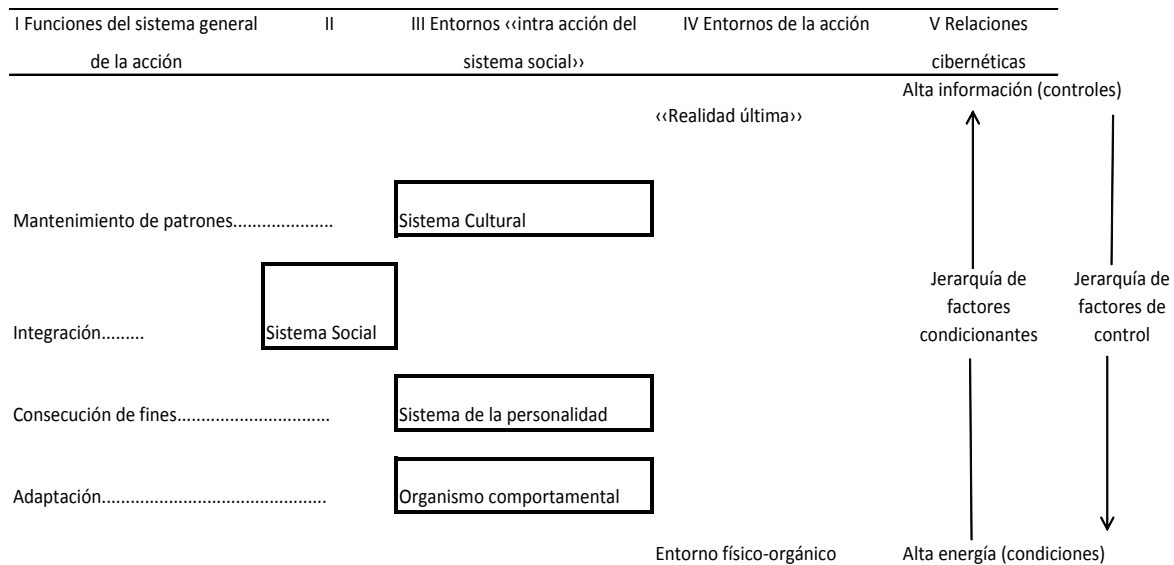 I Funciones del sistema general de la acción
II
III Entornos ‹‹intra acción del sistema social››
IV Entornos de la acción
V Relaciones cibernéticas
Alta información (controles)
‹‹Realidad última››
Mantenimiento de patrones.....................
Sistema Cultural
Integración.........
Sistema Social
Jerarquía de factores condicionantes
Jerarquía de factores de control
Consecución de fines................................
Sistema de la personalidad
Adaptación...............................................
Organismo comportamental
Entorno físico-orgánico
Alta energía (condiciones)